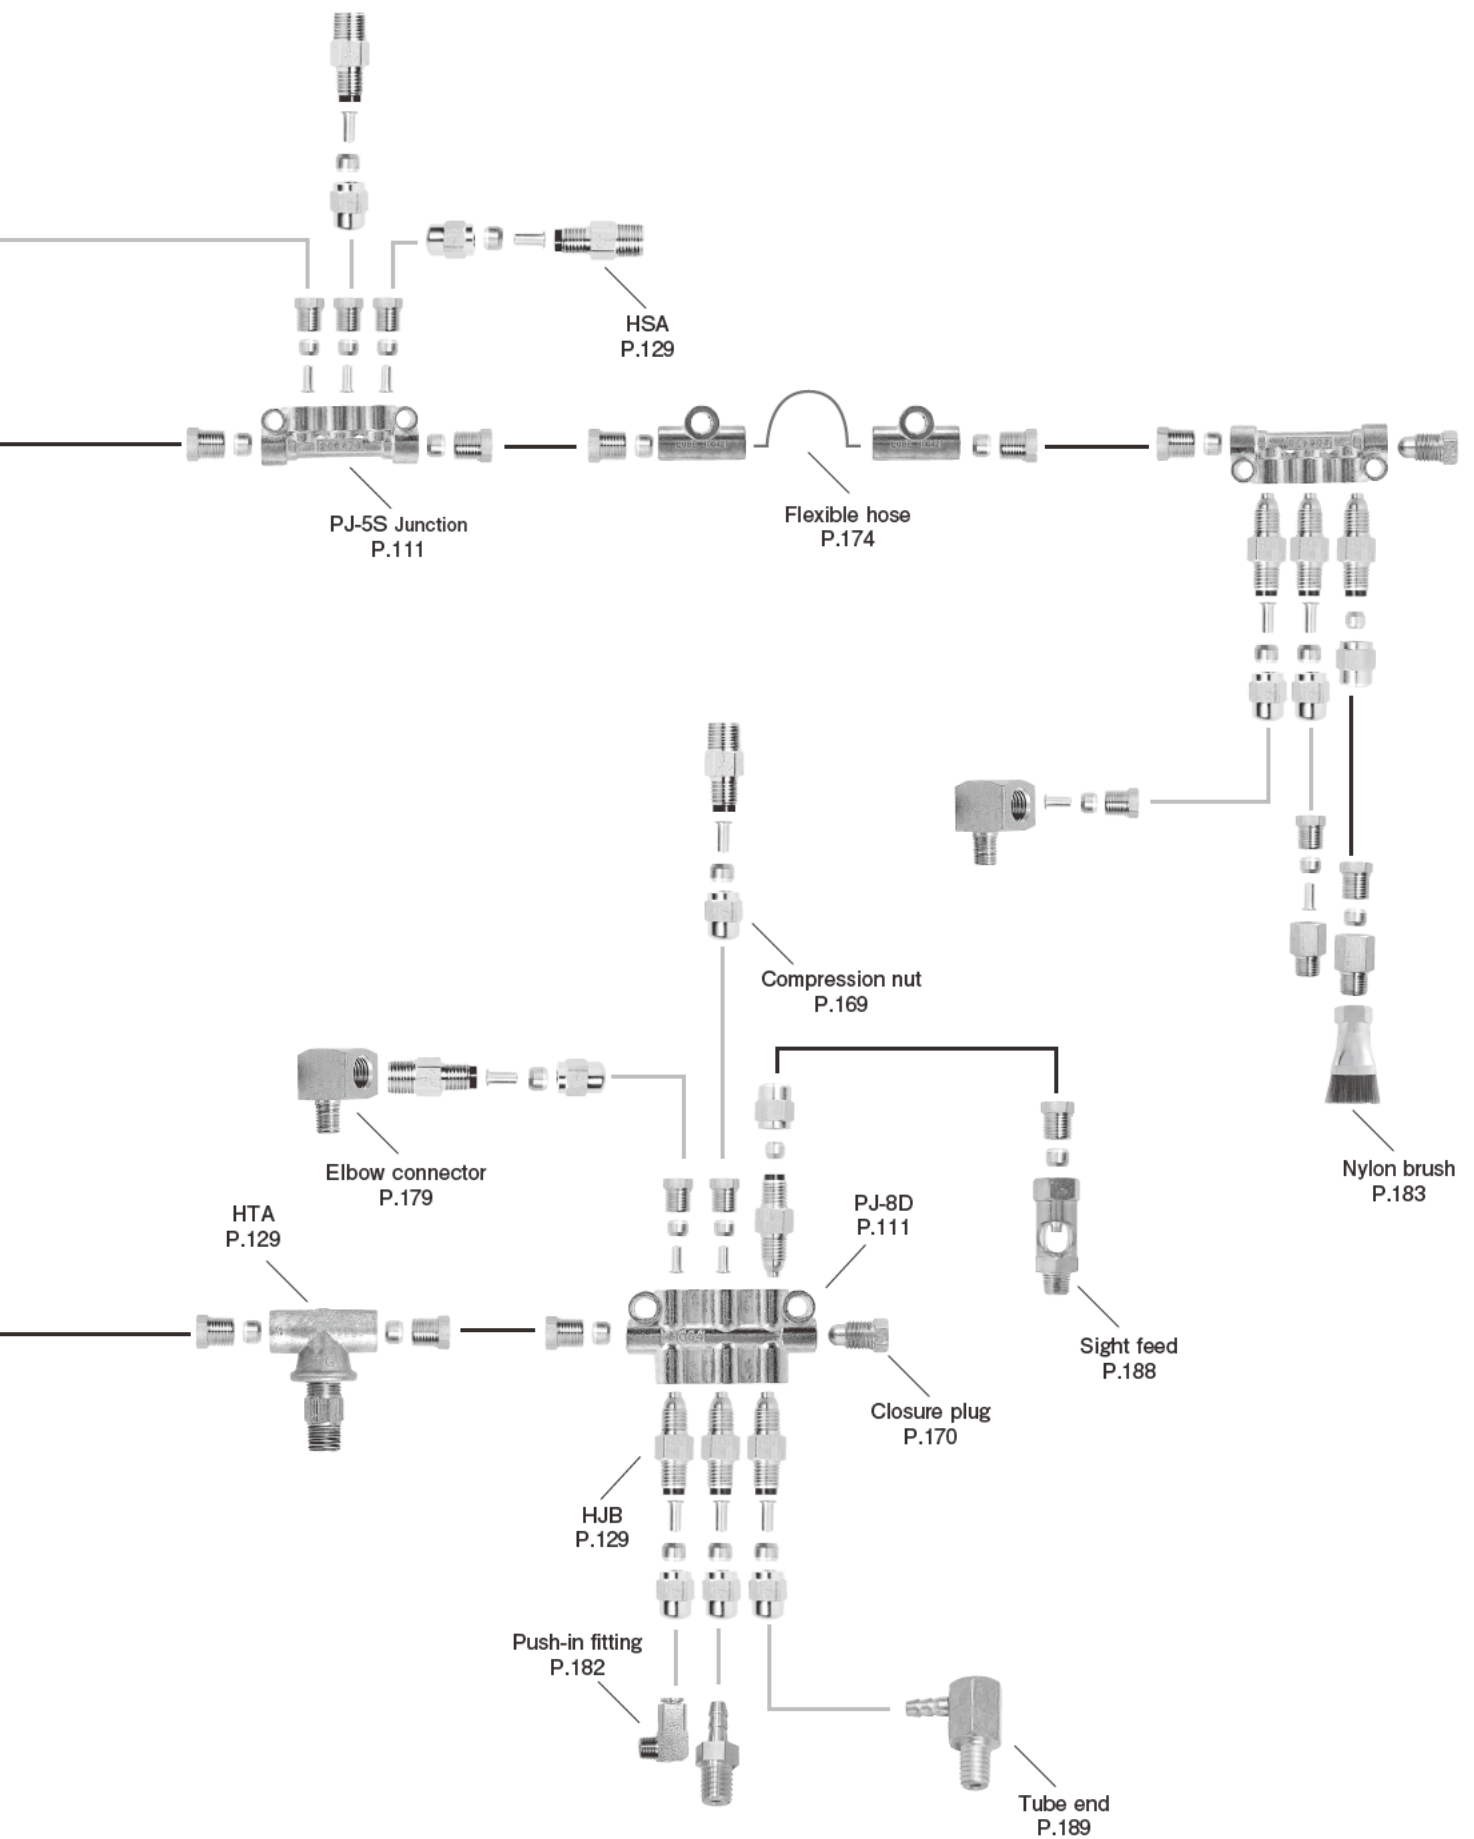 HSA
P.129
PJ-5S Junction
P.111
Flexible hose
P.174
Compression nut
P.169
Elbow connector
P.179
Nylon brush
P.183
HTA
P.129
PJ-8D
P.111
Sight feed
P.188
Closure plug
P.170
HJB
P.129
Push-in fitting
P.182
Tube end
P.189